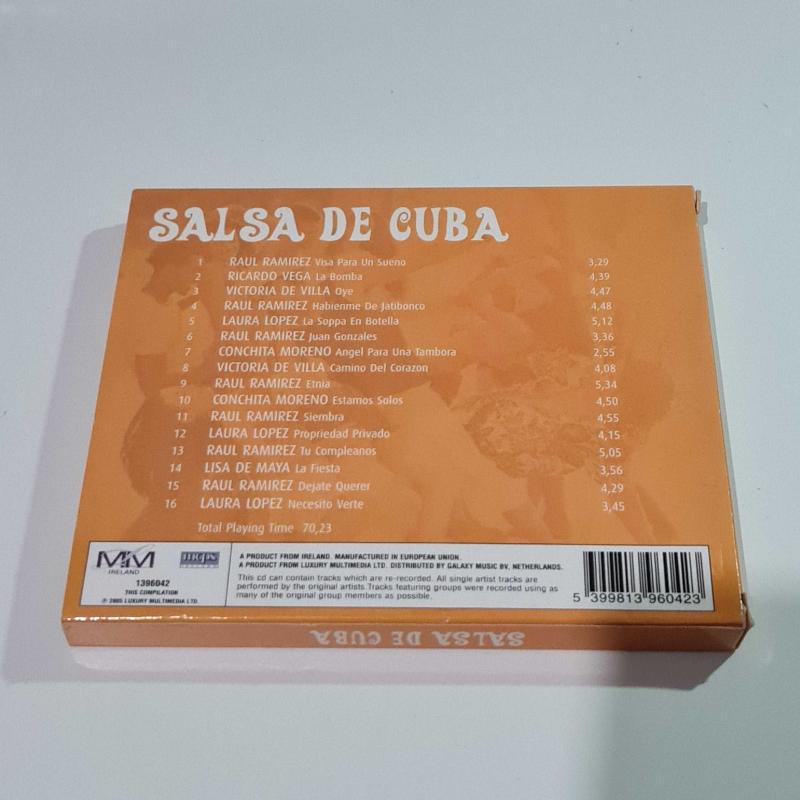 SALSA DE CUBA
1 RAUL RAMIREZ Visa Para Un Sueno 3,29
2 RICARDO VEGA La Bomba 4,39
3 VICTORIA DE VILLA Oye 4,47
4 RAUL RAMIREZ Habienme De Jatibonco 4,48
5 LAURA LOPEZ La Soppa En Botella 5,12
6 RAUL RAMIREZ Juan Gonzales 3,36
7 CONCHITA MORENO Angel Para Una Tambora 2,55
8 VICTORIA DE VILLA Camino Del Corazon 4,08
9 RAUL RAMIREZ Etnia 5,34
10 CONCHITA MORENO Estamos Solos 4,50
11 RAUL RAMIREZ Siembra 4,55
12 LAURA LOPEZ Propriedad Privado 4,15
13 RAUL RAMIREZ Tu Compleanos 5,05
14 LISA DE MAYA La Fiesta 3,56
15 RAUL RAMIREZ Dejate Querer 4,29
16 LAURA LOPEZ Necesito Verte 3,45
Total Playing Time 70,23
MM
IRELAND
mcps
1396042
THIS COMPILATION
℗ 2005 LUXURY MULTIMEDIA LTD.
A PRODUCT FROM IRELAND. MANUFACTURED IN EUROPEAN UNION.
A PRODUCT FROM LUXURY MULTIMEDIA LTD. DISTRIBUTED BY GALAXY MUSIC BV, NETHERLANDS.
This cd can contain tracks which are re-recorded. All single artist tracks are
performed by the original artists. Tracks featuring groups were recorded using as
many of the original group members as possible.
5 399813 960423
SALSA DE CUBA